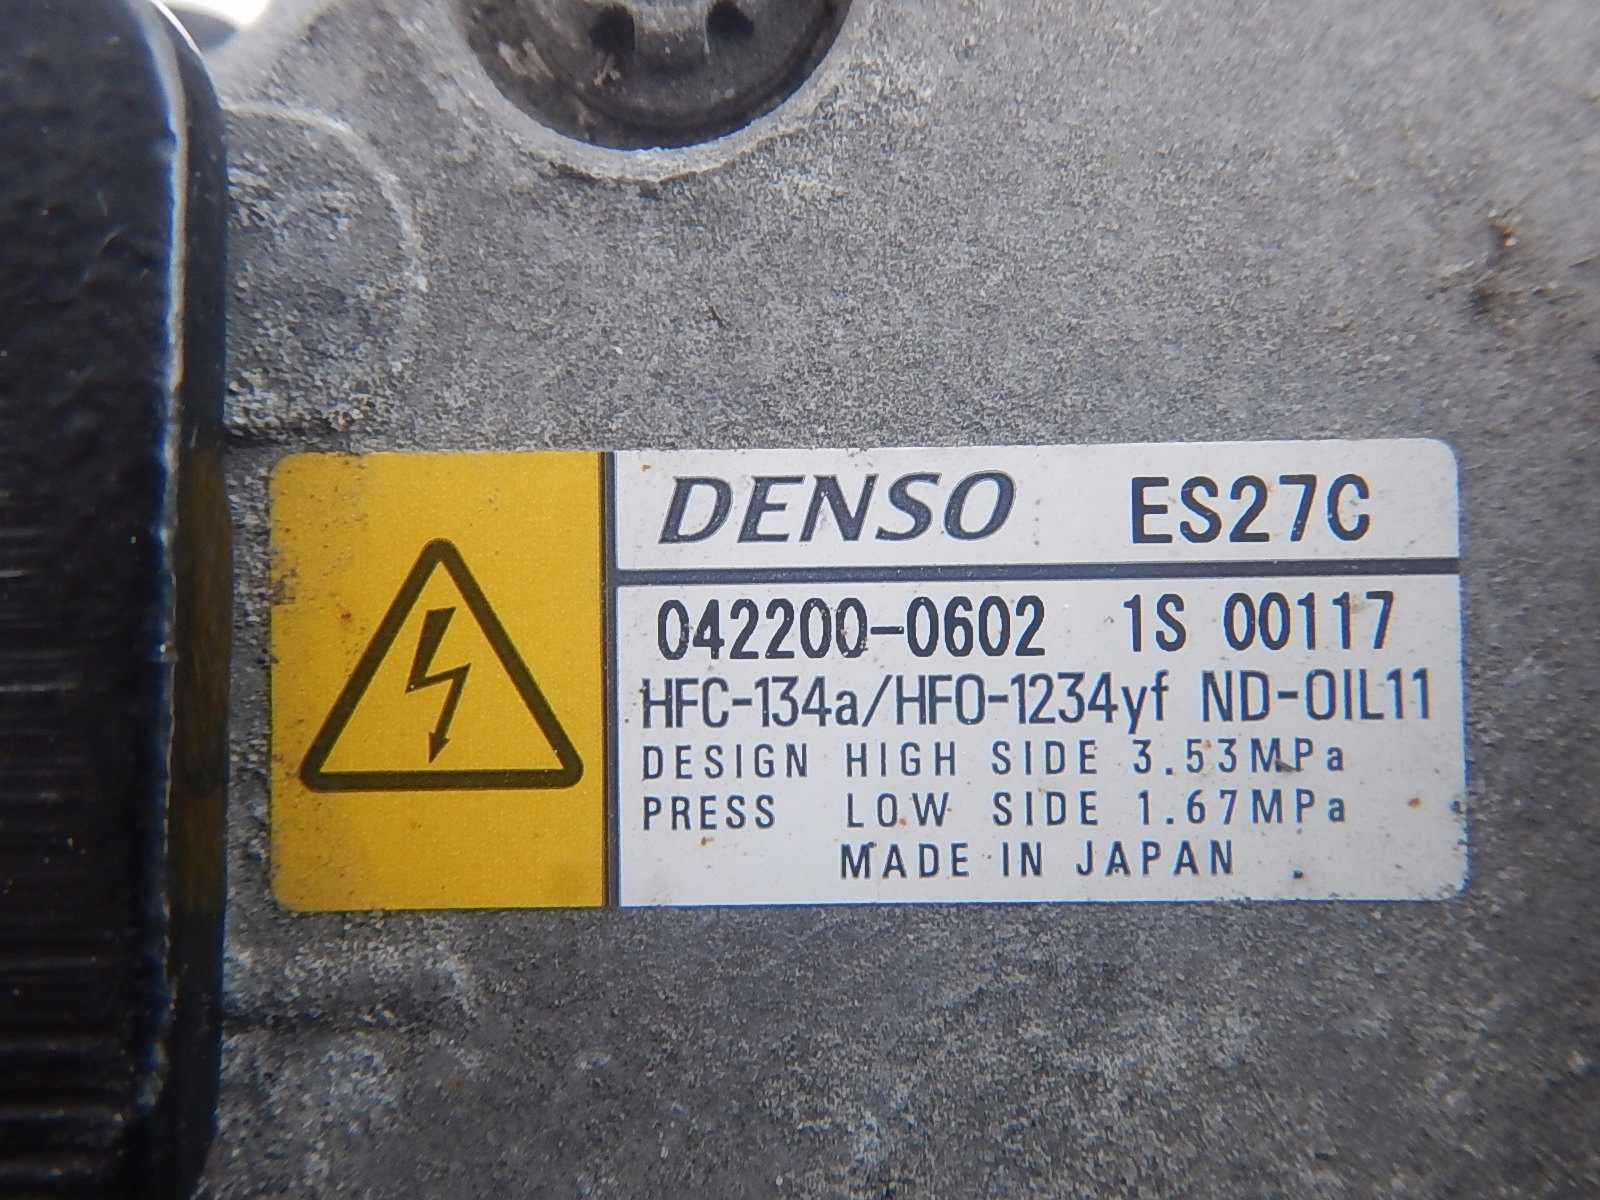 DENSO ES27C
042200-0602 1S 00117
HFC-134a/HFO-1234yf ND-OIL11
DESIGN HIGH SIDE 3.53MPa
PRESS LOW SIDE 1.67MPa
MADE IN JAPAN